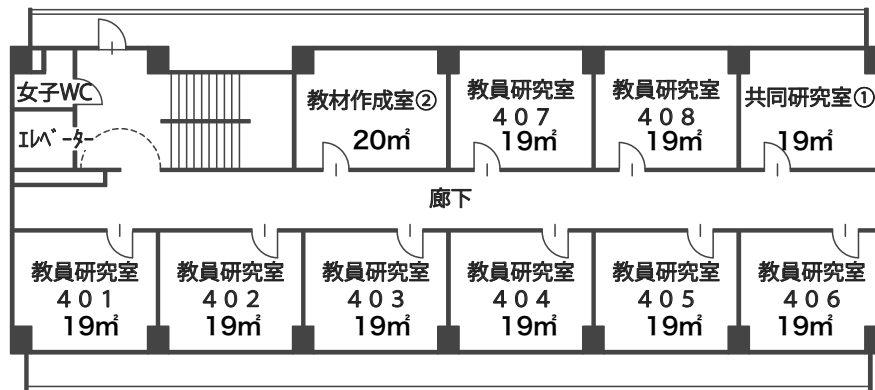 女子WC
エレベーター
教材作成室②
20㎡
教員研究室
407
19㎡
教員研究室
408
19㎡
共同研究室①
19㎡
廊下
教員研究室
401
19㎡
教員研究室
402
19㎡
教員研究室
403
19㎡
教員研究室
404
19㎡
教員研究室
405
19㎡
教員研究室
406
19㎡